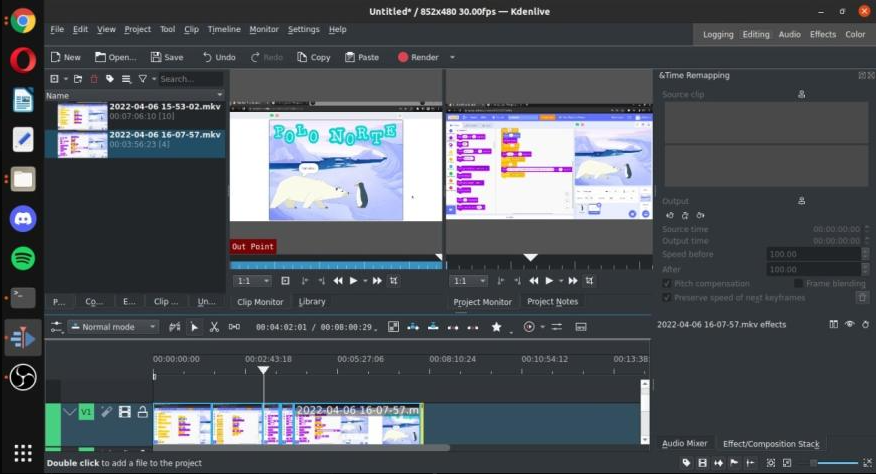 Untitled* / 852x480 30.00fps — Kdenlive
File Edit View Project Tool Clip Timeline Monitor Settings Help
Logging Editing Audio Effects Color
New Open... Save Undo Redo Copy Paste Render
Search...
Name
2022-04-06 15-53-02.mkv
00:07:06:10 [10]
2022-04-06 16-07-57.mkv
00:03:56:23 [4]
POLO NORTE
Out Point
1:1
1:1
P... Co... E... Clip ... Un...
Clip Monitor Library
Project Monitor Project Notes
&Time Remapping
Source clip
Output
Source time 00:00:00:00
Output time 00:00:00:00
Speed before 100.00
After 100.00
Pitch compensation Frame blending
Preserve speed of next keyframes
2022-04-06 16-07-57.mkv effects
Normal mode 00:04:02:01 / 00:08:00:29
00:00:00:00 00:02:43:18 00:05:27:06 00:08:10:24 00:10:54:12 00:13:38:
V1
2022-04-06 16-07-57.m
Audio Mixer Effect/Composition Stack
Double click to add a file to the project